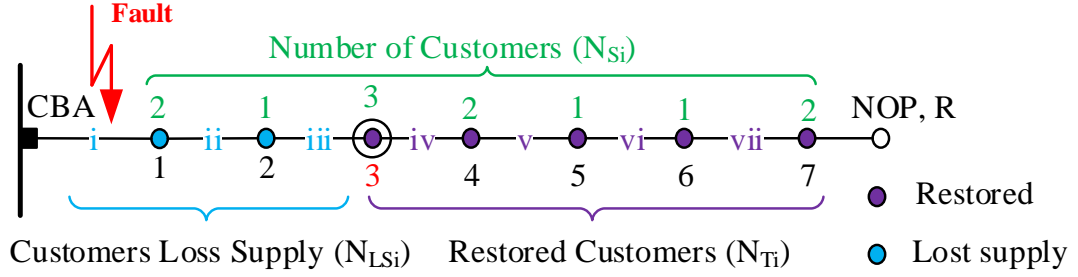 Fault
Number of Customers (NSi)
CBA 2 1 3 2 1 1 2 NOP, R
i ii iii iv v vi vii
1 2 3 4 5 6 7
Restored
Customers Loss Supply (NLSi) Restored Customers (NTi) Lost supply